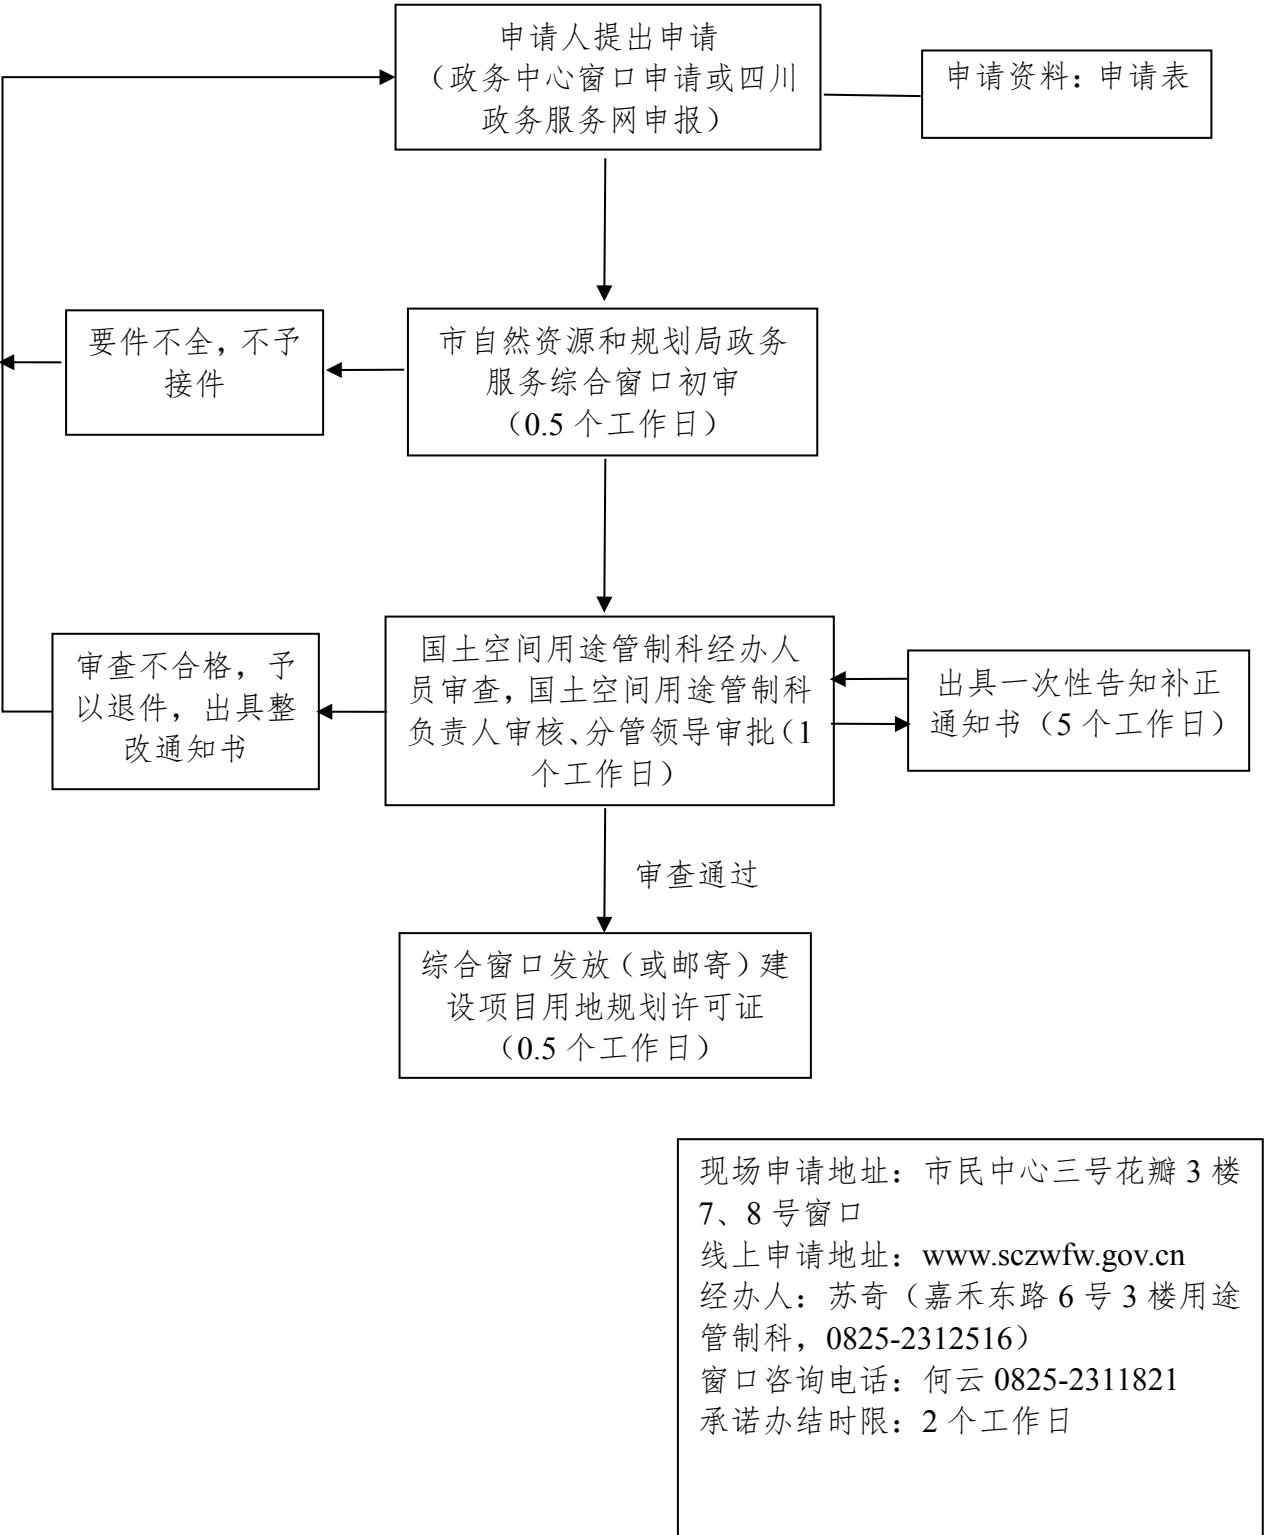 申请人提出申请
（政务中心窗口申请或四川
政务服务网申报）
申请资料：申请表
要件不全，不予
接件
市自然资源和规划局政务
服务综合窗口初审
（0.5 个工作日）
审查不合格，予
以退件，出具整
改通知书
国土空间用途管制科经办人
员审查，国土空间用途管制科
负责人审核、分管领导审批（1
个工作日）
出具一次性告知补正
通知书（5 个工作日）
审查通过
综合窗口发放（或邮寄）建
设项目用地规划许可证
（0.5 个工作日）
现场申请地址：市民中心三号花瓣 3 楼
7、8 号窗口
线上申请地址：www.sczwfw.gov.cn
经办人：苏奇（嘉禾东路 6 号 3 楼用途
管制科，0825-2312516）
窗口咨询电话：何云 0825-2311821
承诺办结时限：2 个工作日